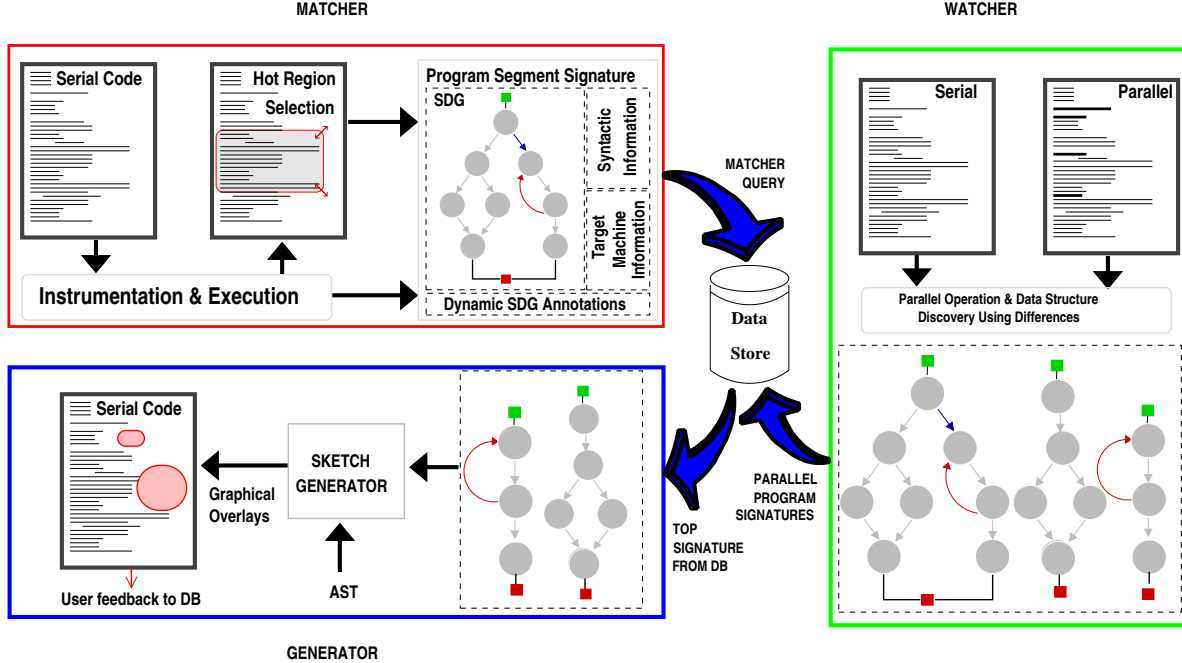 MATCHER
WATCHER
Serial Code
Hot Region
Selection
Program Segment Signature
SDG
Syntactic
Information
Target
Machine
Information
Dynamic SDG Annotations
Instrumentation & Execution
MATCHER
QUERY
Serial
Parallel
Parallel Operation & Data Structure
Discovery Using Differences
Data
Store
Serial Code
SKETCH
GENERATOR
Graphical
Overlays
AST
User feedback to DB
TOP
SIGNATURE
FROM DB
PARALLEL
PROGRAM
SIGNATURES
GENERATOR